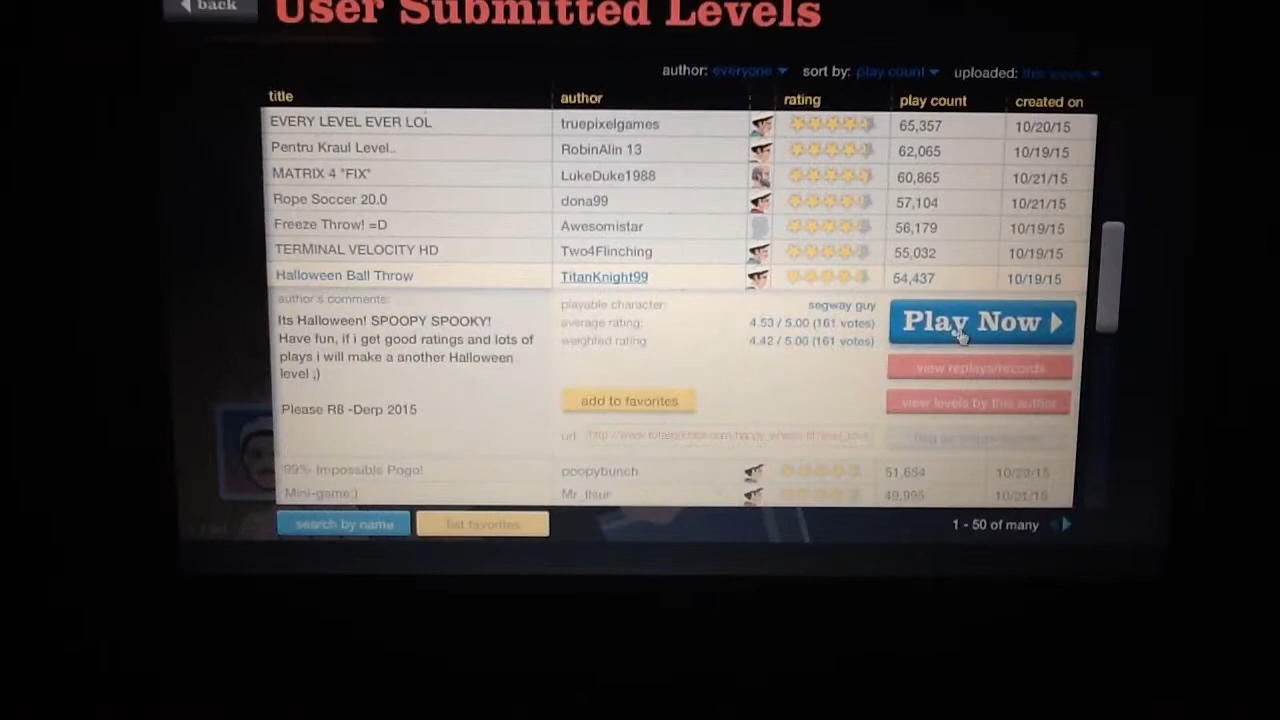 back
User Submitted Levels
author: everyone sort by: play count uploaded: this week
title author rating play count created on
EVERY LEVEL EVER LOL truepixelgames 65,357 10/20/15
Pentru Kraul Level.. RobinAlin 13 62,065 10/19/15
MATRIX 4 "FIX" LukeDuke1988 60,865 10/21/15
Rope Soccer 20.0 dona99 57,104 10/21/15
Freeze Throw! =D Awesomistar 56,179 10/19/15
TERMINAL VELOCITY HD Two4Flinching 55,032 10/19/15
Halloween Ball Throw TitanKnight99 54,437 10/19/15
author's comments:
Its Halloween! SPOOPY SPOOKY!
Have fun, if i get good ratings and lots of
plays i will make a another Halloween
level ;)
Please R8 -Derp 2015
playable character: segway guy
average rating: 4.53 / 5.00 (161 votes)
weighted rating: 4.42 / 5.00 (161 votes)
add to favorites
url:
Play Now
view replays/records
view levels by this author
99% Impossible Pogo! poopybunch 51,654 10/20/15
Mini-game:) 49,995 10/21/15
search by name list favorites 1 - 50 of many